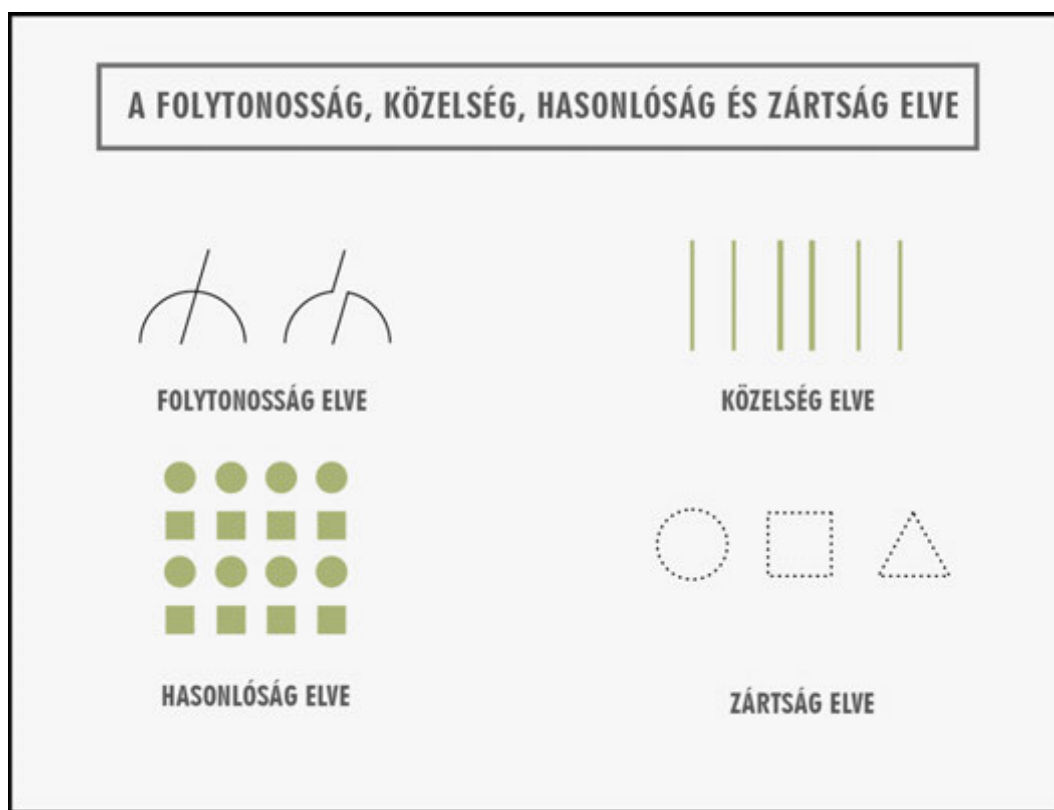 A FOLYTONOSSÁG, KÖZELSÉG, HASONLÓSÁG ÉS ZÁRTSÁG ELVE
FOLYTONOSSÁG ELVE
KÖZELSÉG ELVE
HASONLÓSÁG ELVE
ZÁRTSÁG ELVE